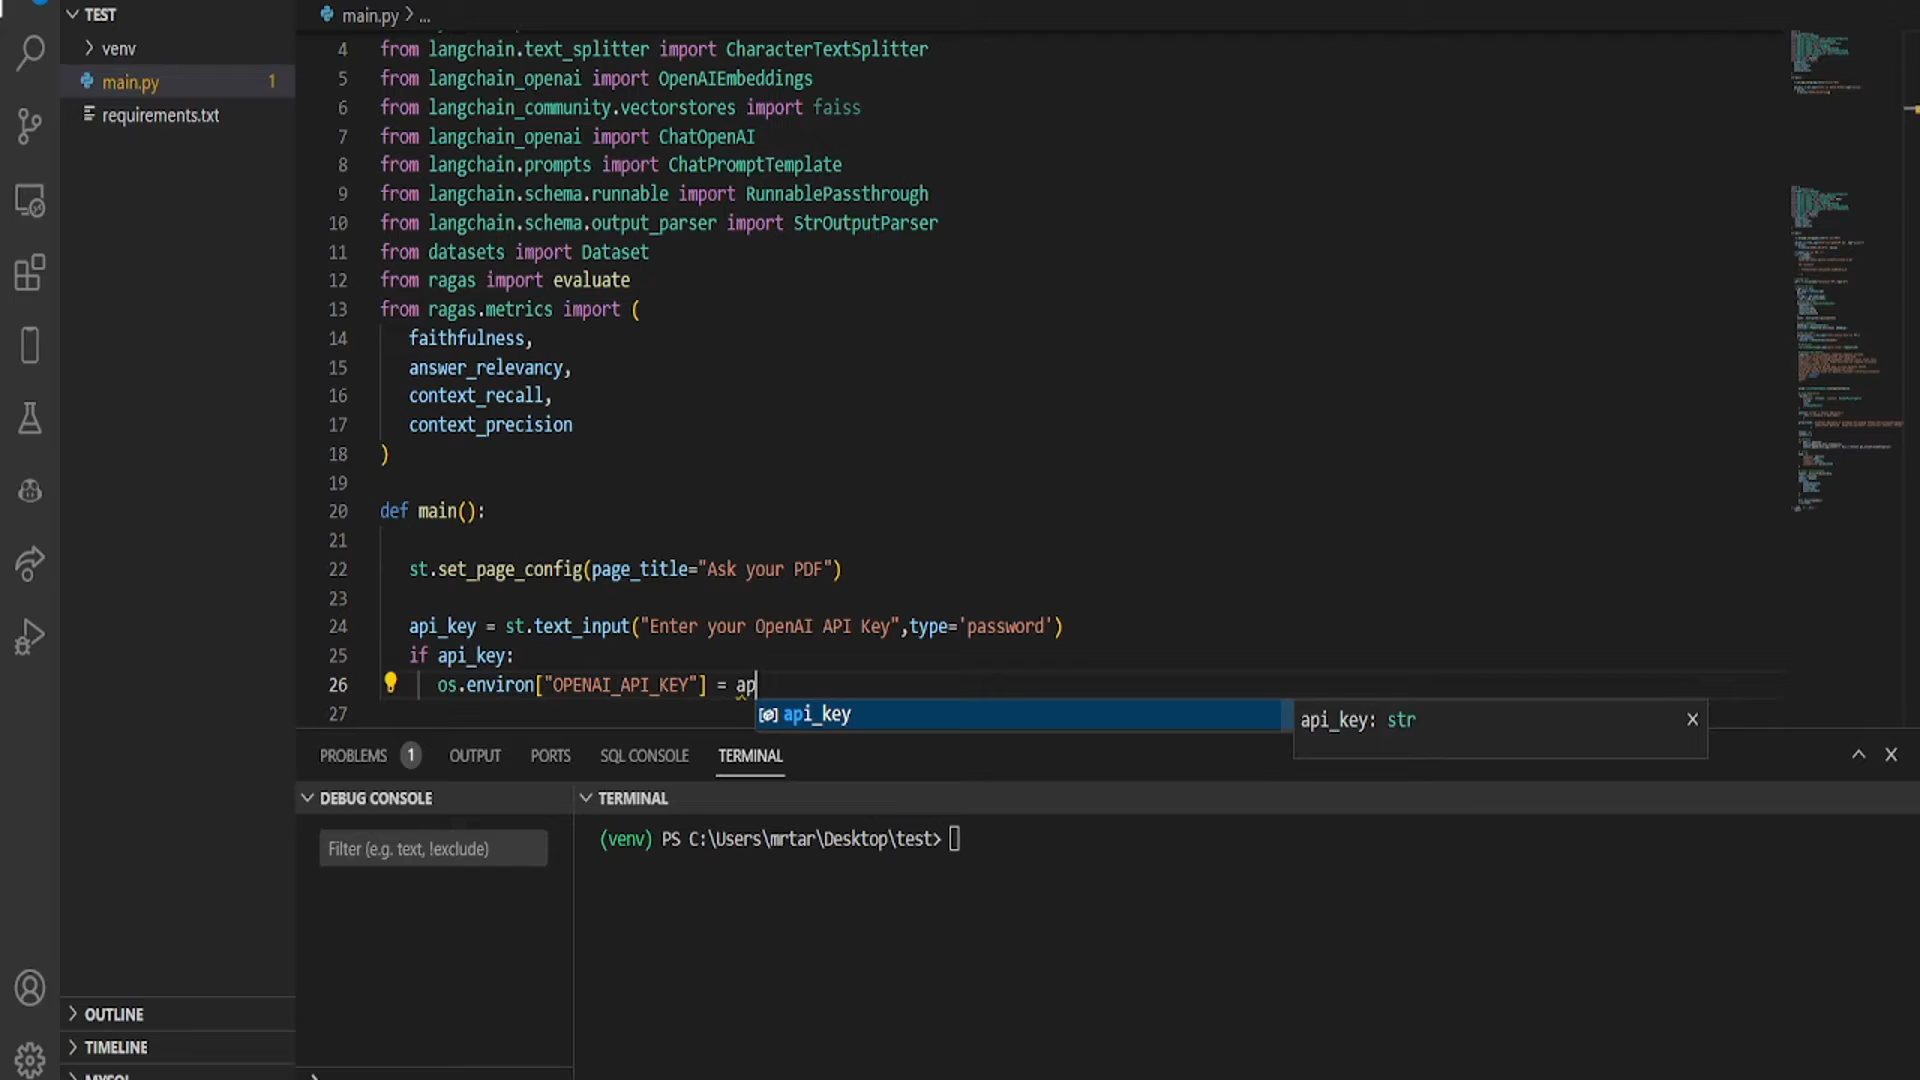 TEST
venv
main.py 1
requirements.txt
OUTLINE
TIMELINE
main.py > ...
4 from langchain.text_splitter import CharacterTextSplitter
5 from langchain_openai import OpenAIEmbeddings
6 from langchain_community.vectorstores import faiss
7 from langchain_openai import ChatOpenAI
8 from langchain.prompts import ChatPromptTemplate
9 from langchain.schema.runnable import RunnablePassthrough
10 from langchain.schema.output_parser import StrOutputParser
11 from datasets import Dataset
12 from ragas import evaluate
13 from ragas.metrics import (
14 faithfulness,
15 answer_relevancy,
16 context_recall,
17 context_precision
18 )
19
20 def main():
21
22 st.set_page_config(page_title="Ask your PDF")
23
24 api_key = st.text_input("Enter your OpenAI API Key",type='password')
25 if api_key:
26 os.environ["OPENAI_API_KEY"] = ap
27
api_key
api_key: str
PROBLEMS 1 OUTPUT PORTS SQL CONSOLE TERMINAL
DEBUG CONSOLE
Filter (e.g. text, !exclude)
TERMINAL
(venv) PS C:\Users\mrtar\Desktop\test>